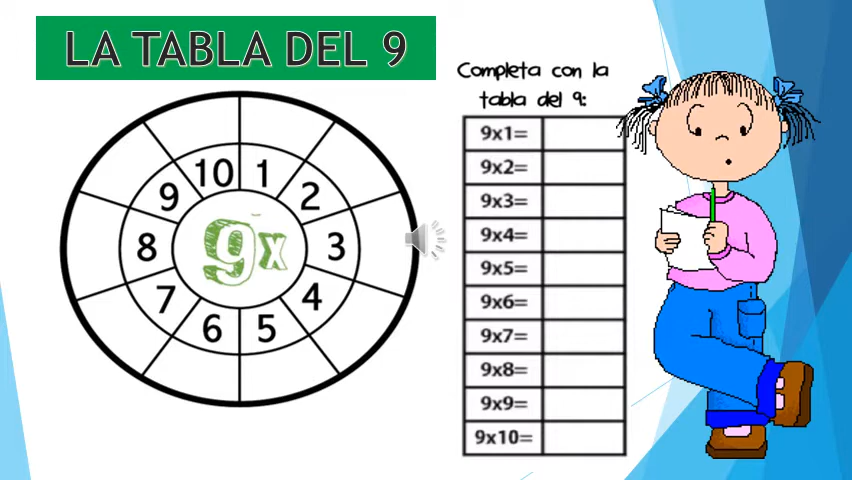 LA TABLA DEL 9
Completa con la
tabla del 9:
10 1
9 2
8 9x 3
7 4
6 5
9x1=
9x2=
9x3=
9x4=
9x5=
9x6=
9x7=
9x8=
9x9=
9x10=